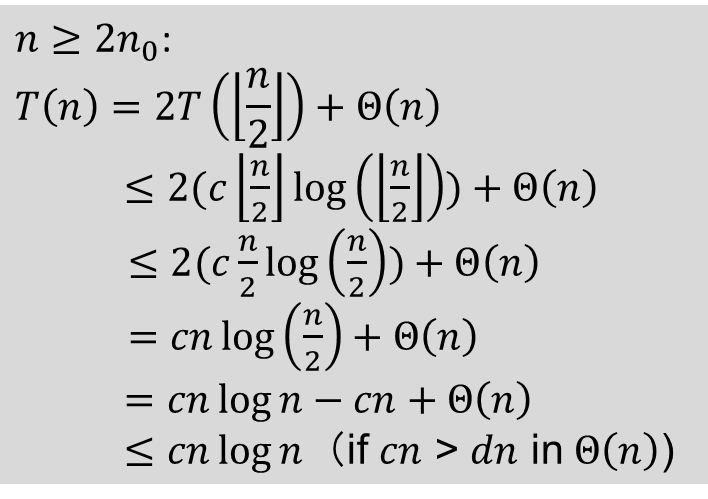 n ≥ 2n₀:
T(n) = 2T(⌊n/2⌋) + Θ(n)
≤ 2(c⌊n/2⌋ log(⌊n/2⌋)) + Θ(n)
≤ 2(c n/2 log(n/2)) + Θ(n)
= cn log(n/2) + Θ(n)
= cn log n − cn + Θ(n)
≤ cn log n (if cn > dn in Θ(n))